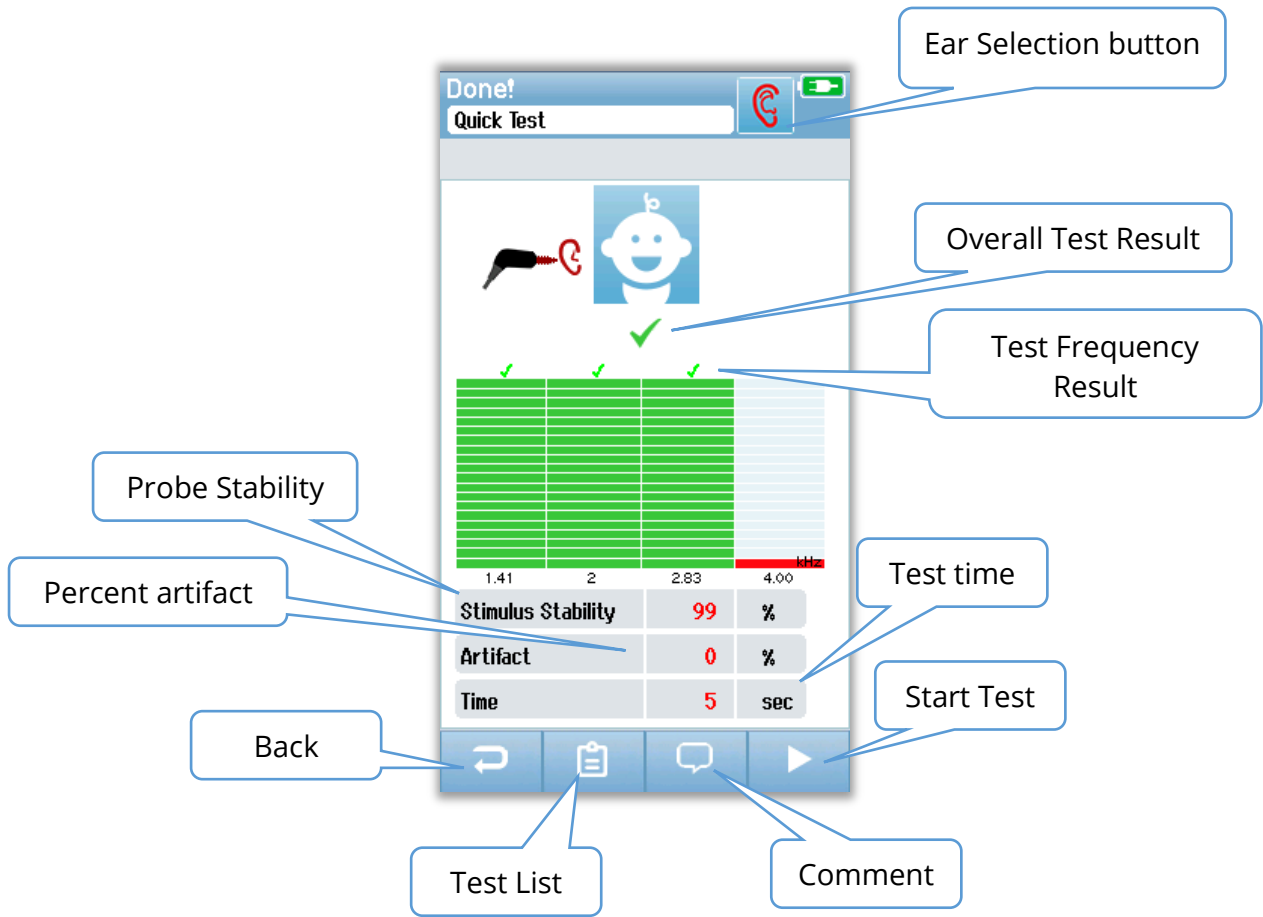 Ear Selection button
Done!
Quick Test
Overall Test Result
Test Frequency
Result
Probe Stability
kHz
1.41 2 2.83 4.00
Percent artifact
Test time
Stimulus Stability 99 %
Artifact 0 %
Time 5 sec
Start Test
Back
Test List
Comment